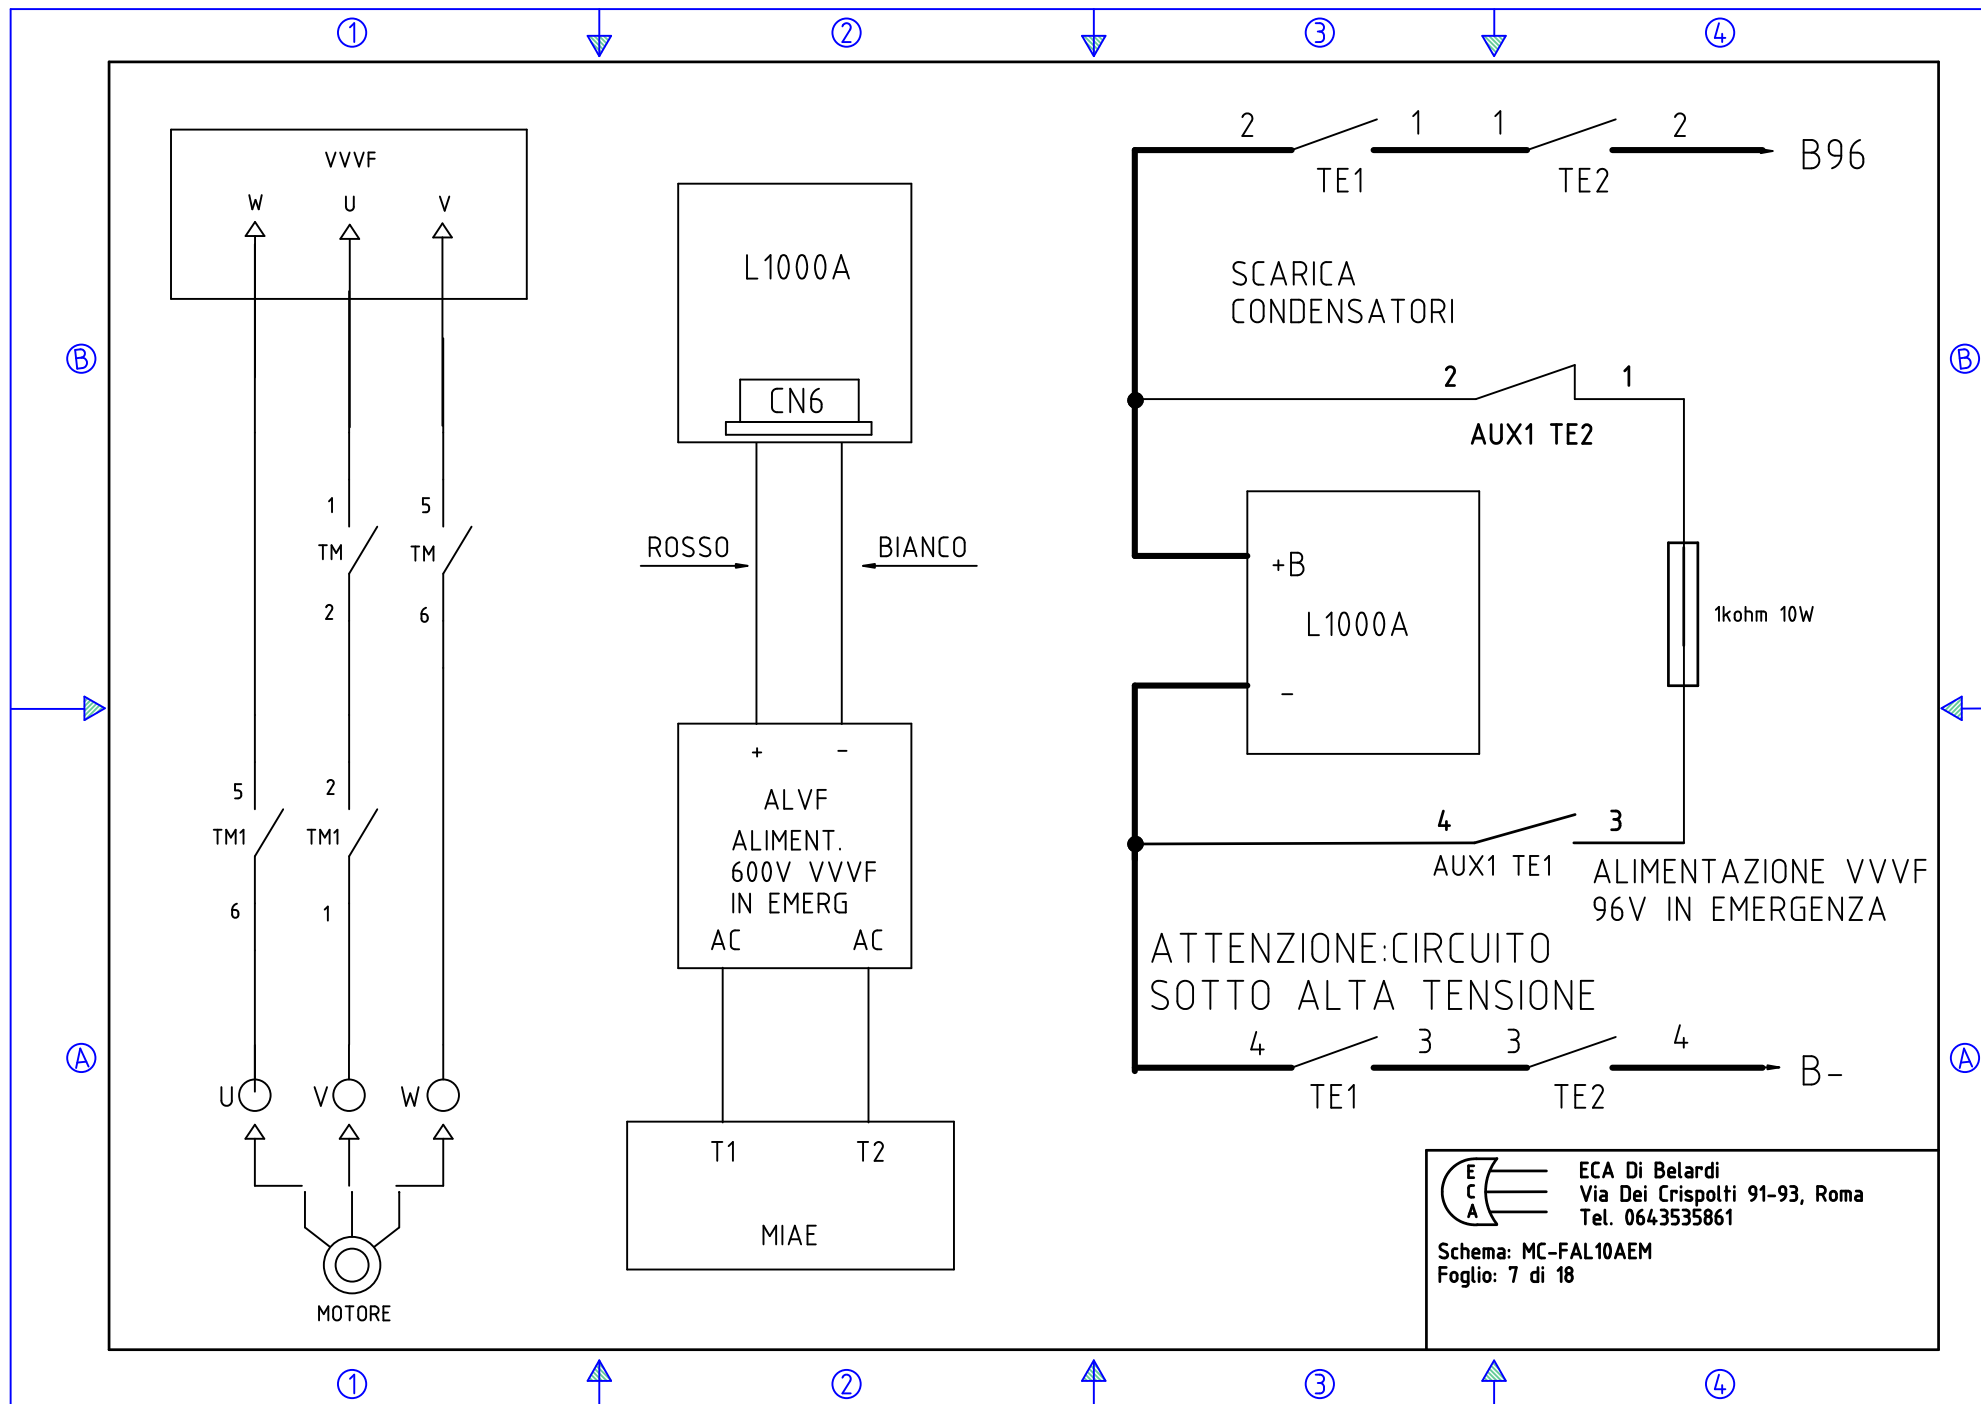 1 2 3 4
VVVF
W U V
1 5
TM TM
2 6
5 2
TM1 TM1
6 1
U V W
MOTORE
L1000A
CN6
ROSSO BIANCO
+ -
ALVF
ALIMENT.
600V VVVF
IN EMERG
AC AC
T1 T2
MIAE
2 1 1 2
TE1 TE2
B96
SCARICA
CONDENSATORI
2 1
AUX1 TE2
+B
L1000A
-
1kohm 10W
4 3
AUX1 TE1
ALIMENTAZIONE VVVF
96V IN EMERGENZA
ATTENZIONE:CIRCUITO
SOTTO ALTA TENSIONE
4 3 3 4
TE1 TE2
B-
E
C
A
ECA Di Belardi
Via Dei Crispolti 91-93, Roma
Tel. 0643535861
Schema: MC-FAL10AEM
Foglio: 7 di 18
B B
A A
1 2 3 4